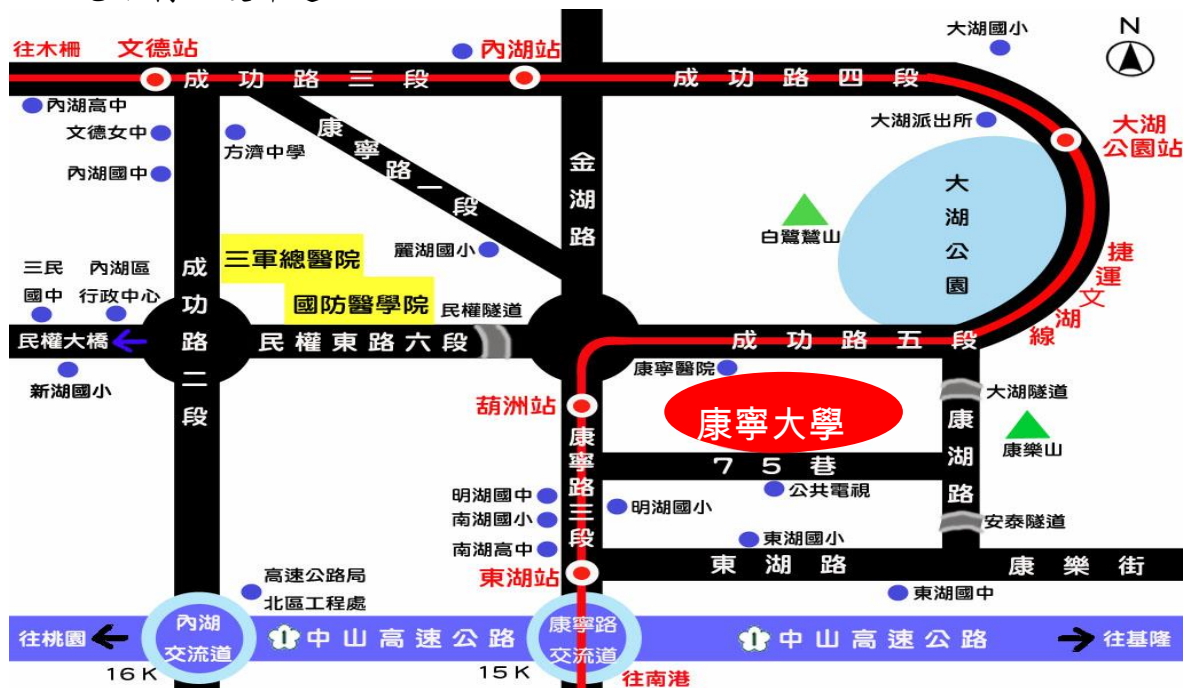 往木柵
文德站
內湖站
大湖國小
N
成功路三段
成功路四段
內湖高中
文德女中
方濟中學
內湖國中
康寧路一段
金湖路
大湖派出所
大湖
公園站
大湖公園
白鷺鷥山
三軍總醫院
國防醫學院
麗湖國小
民權隧道
三民
國中
內湖區
行政中心
成功路二段
民權大橋
民權東路六段
成功路五段
捷運文湖線
新湖國小
康寧醫院
大湖隧道
葫洲站
康寧大學
康湖路
康樂山
康寧路三段
75巷
公共電視
明湖國中
明湖國小
南湖國小
安泰隧道
南湖高中
東湖國小
東湖站
東湖路
康樂街
高速公路局
北區工程處
東湖國中
往桃園
內湖
交流道
1
中山高速公路
康寧路
交流道
1
中山高速公路
往基隆
16K
15K
往南港